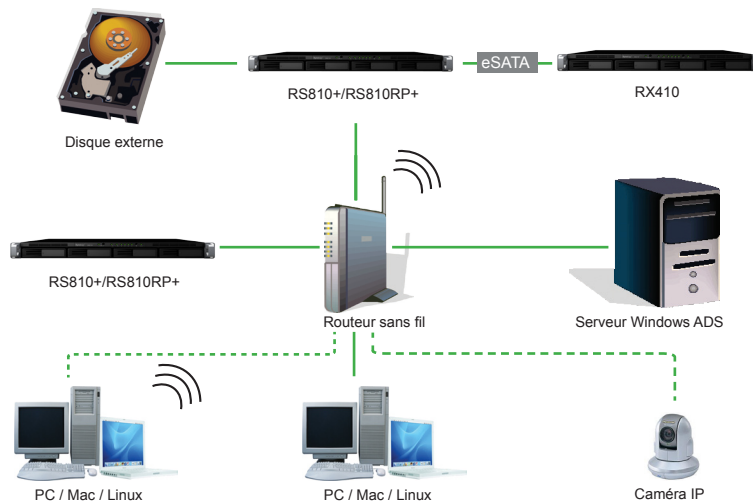 eSATA
RS810+/RS810RP+
RX410
Disque externe
RS810+/RS810RP+
Routeur sans fil
Serveur Windows ADS
PC / Mac / Linux
PC / Mac / Linux
Caméra IP